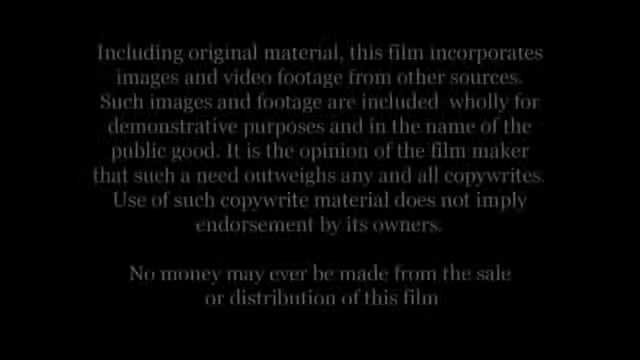 Including original material, this film incorporates
images and video footage from other sources.
Such images and footage are included wholly for
demonstrative purposes and in the name of the
public good. It is the opinion of the film maker
that such a need outweighs any and all copywrites.
Use of such copywrite material does not imply
endorsement by its owners.
No money may ever be made from the sale
or distribution of this film